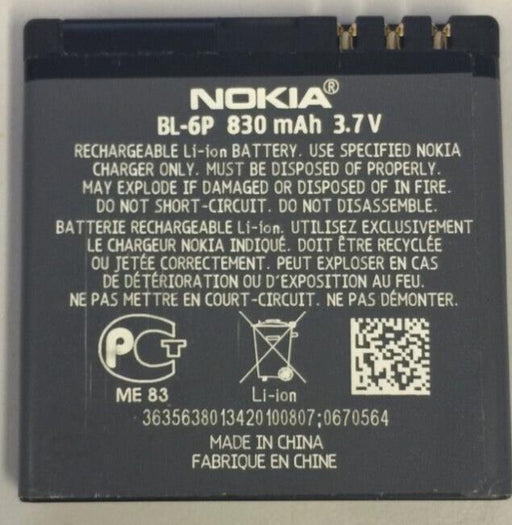 NOKIA®
BL-6P 830 mAh 3.7 V
RECHARGEABLE Li-ion BATTERY. USE SPECIFIED NOKIA
CHARGER ONLY. MUST BE DISPOSED OF PROPERLY.
MAY EXPLODE IF DAMAGED OR DISPOSED OF IN FIRE.
DO NOT SHORT-CIRCUIT. DO NOT DISASSEMBLE.
BATTERIE RECHARGEABLE Li-ion. UTILISEZ EXCLUSIVEMENT
LE CHARGEUR NOKIA INDIQUÉ. DOIT ÊTRE RECYCLÉE
OU JETÉE CORRECTEMENT. PEUT EXPLOSER EN CAS
DE DÉTÉRIORATION OU D'EXPOSITION AU FEU.
NE PAS METTRE EN COURT-CIRCUIT. NE PAS DÉMONTER.
РСТ
ME 83
Li-ion
3635638013420100807;0670564
MADE IN CHINA
FABRIQUE EN CHINE